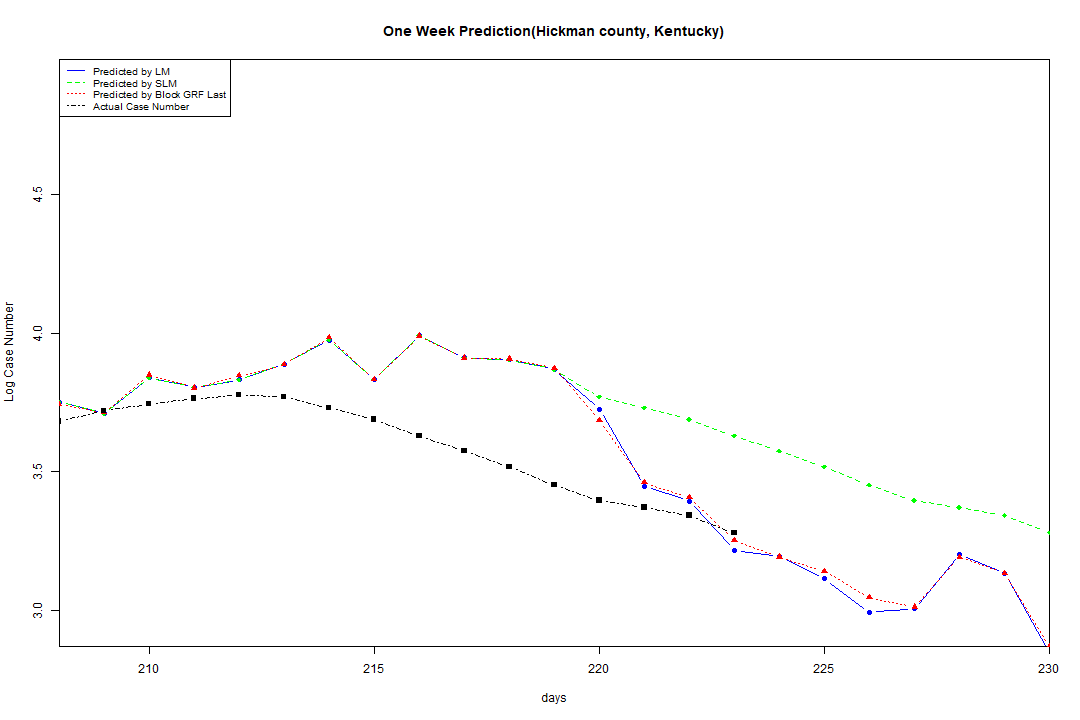 One Week Prediction(Hickman county, Kentucky)
Predicted by LM
Predicted by SLM
Predicted by Block GRF Last
Actual Case Number
4.5
4.0
3.5
3.0
Log Case Number
210 215 220 225 230
days